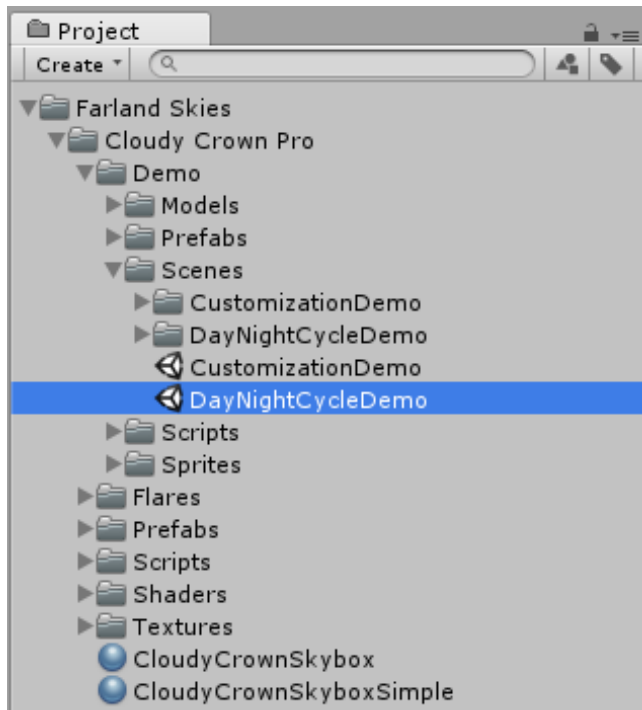 Project
Create
Farland Skies
Cloudy Crown Pro
Demo
Models
Prefabs
Scenes
CustomizationDemo
DayNightCycleDemo
CustomizationDemo
DayNightCycleDemo
Scripts
Sprites
Flares
Prefabs
Scripts
Shaders
Textures
CloudyCrownSkybox
CloudyCrownSkyboxSimple